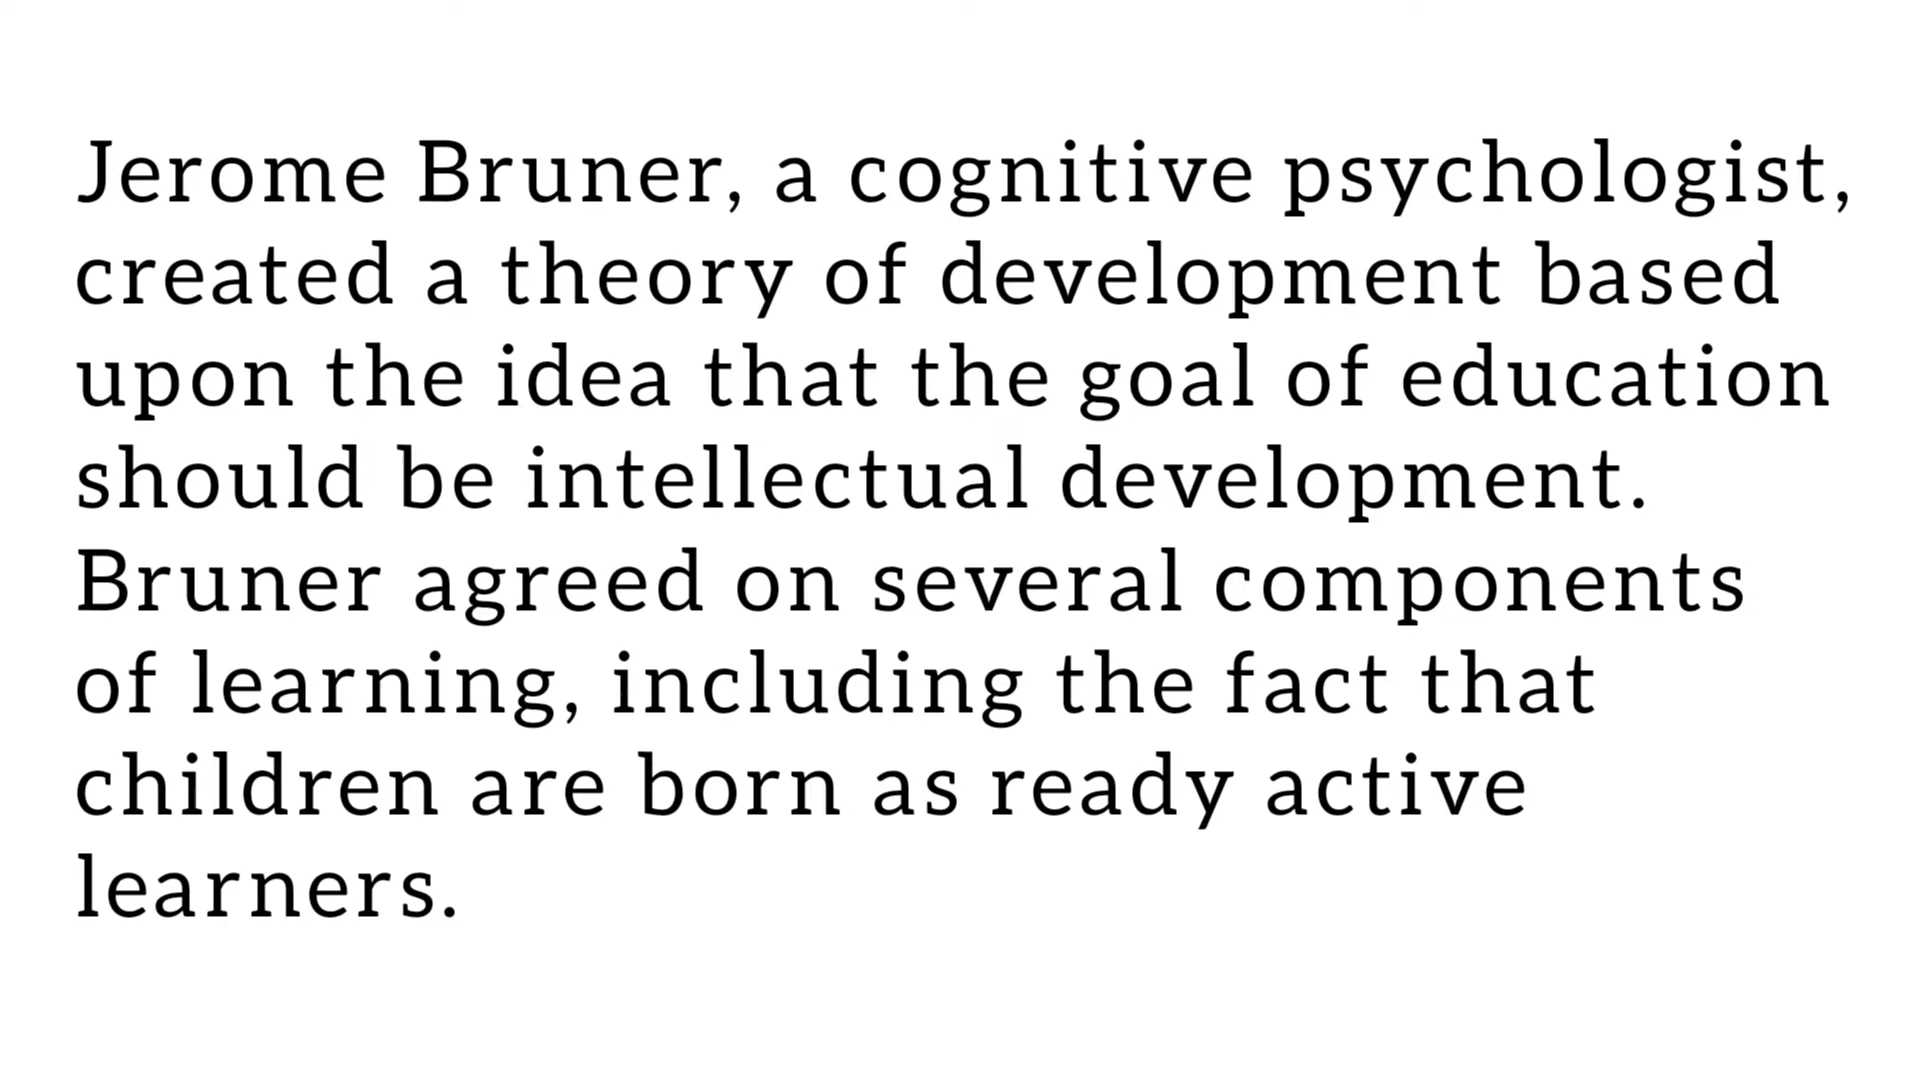 Jerome Bruner, a cognitive psychologist,
created a theory of development based
upon the idea that the goal of education
should be intellectual development.
Bruner agreed on several components
of learning, including the fact that
children are born as ready active
learners.